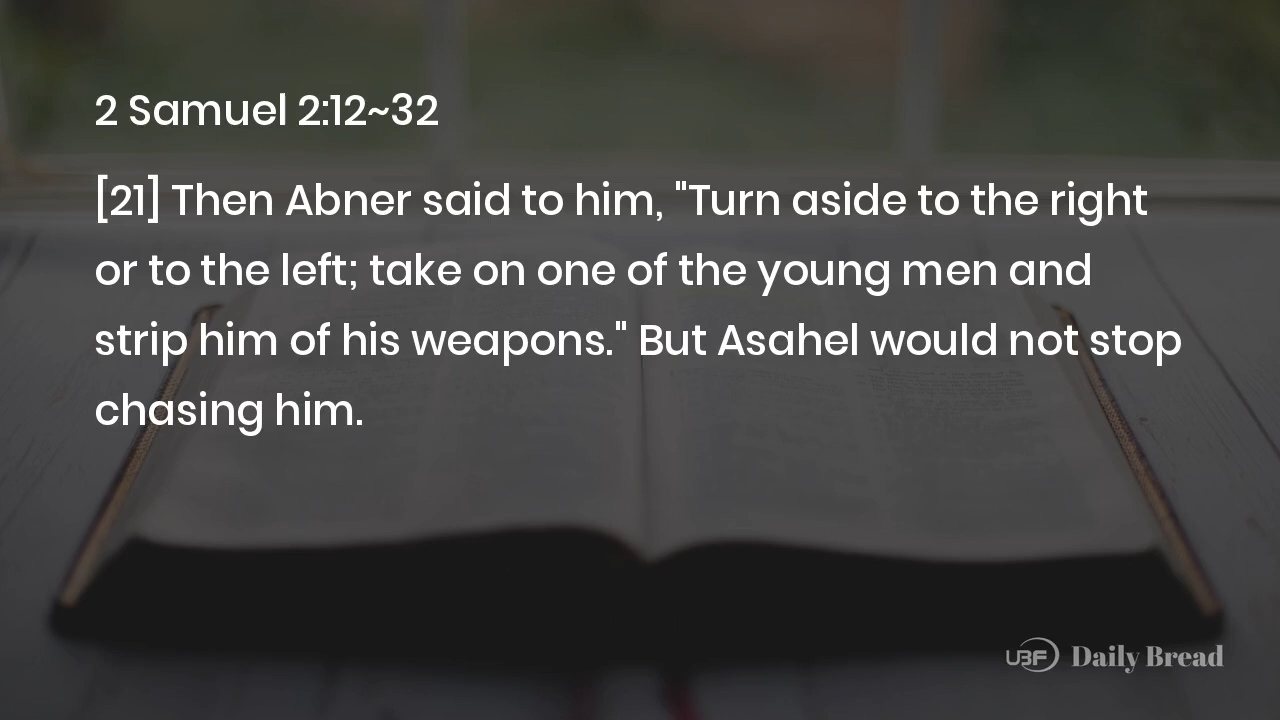 2 Samuel 2:12~32
[21] Then Abner said to him, "Turn aside to the right
or to the left; take on one of the young men and
strip him of his weapons." But Asahel would not stop
chasing him.
UBF Daily Bread